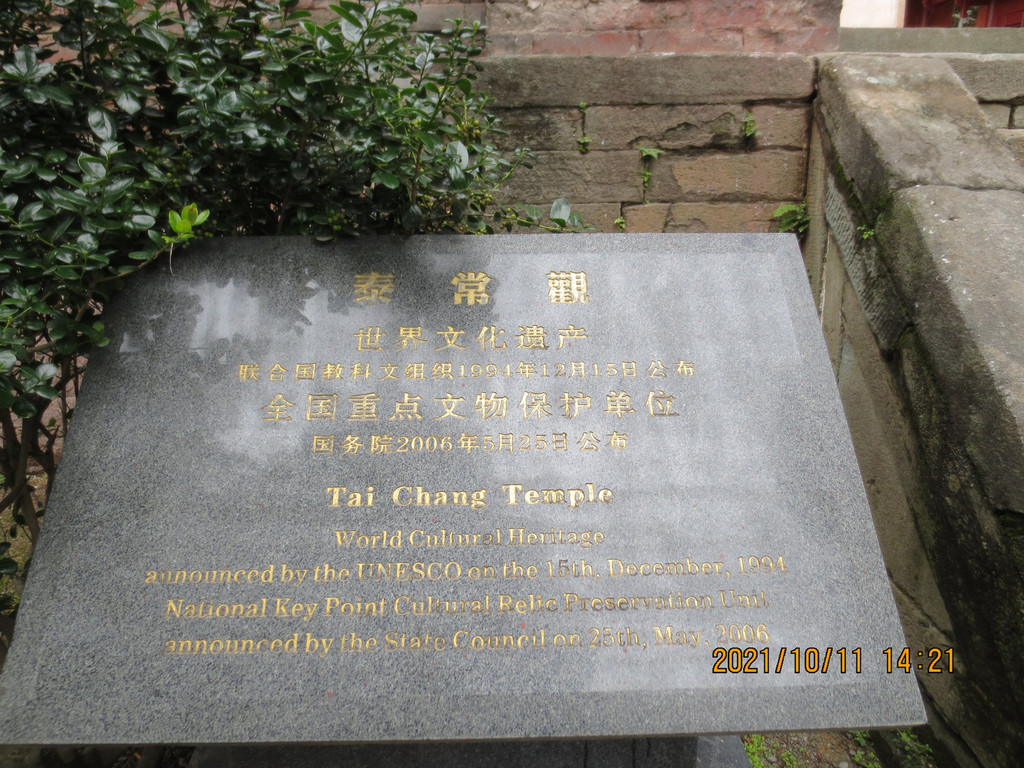 泰常觀
世界文化遗产
联合国教科文组织1994年12月15日公布
全国重点文物保护单位
国务院2006年5月25日公布
Tai Chang Temple
World Cultural Heritage
announced by the UNESCO on the 15th, December, 1994
National Key Point Cultural Relic Preservation Unit
announced by the State Council on 25th, May, 2006
2021/10/11 14:21